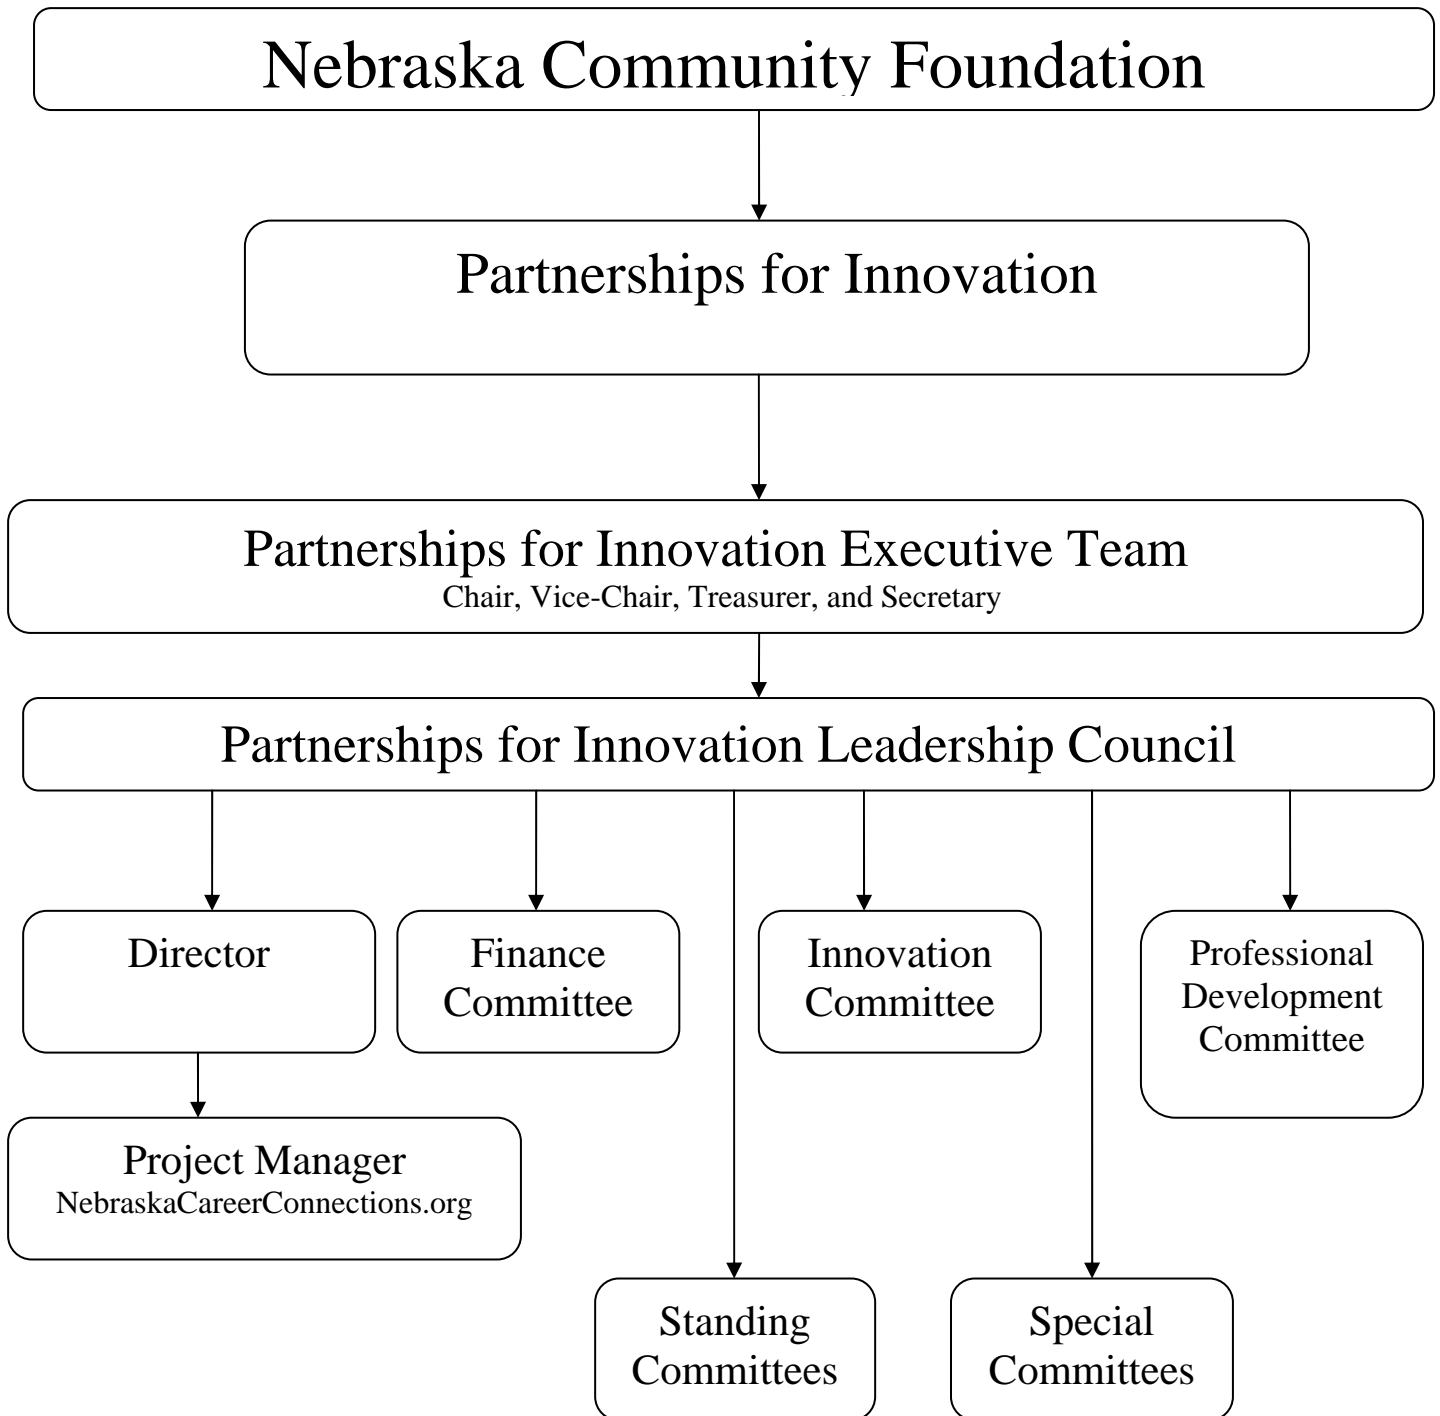 Nebraska Community Foundation
Partnerships for Innovation
Partnerships for Innovation Executive Team
Chair, Vice-Chair, Treasurer, and Secretary
Partnerships for Innovation Leadership Council
Director
Finance
Committee
Innovation
Committee
Professional
Development
Committee
Project Manager
NebraskaCareerConnections.org
Standing
Committees
Special
Committees